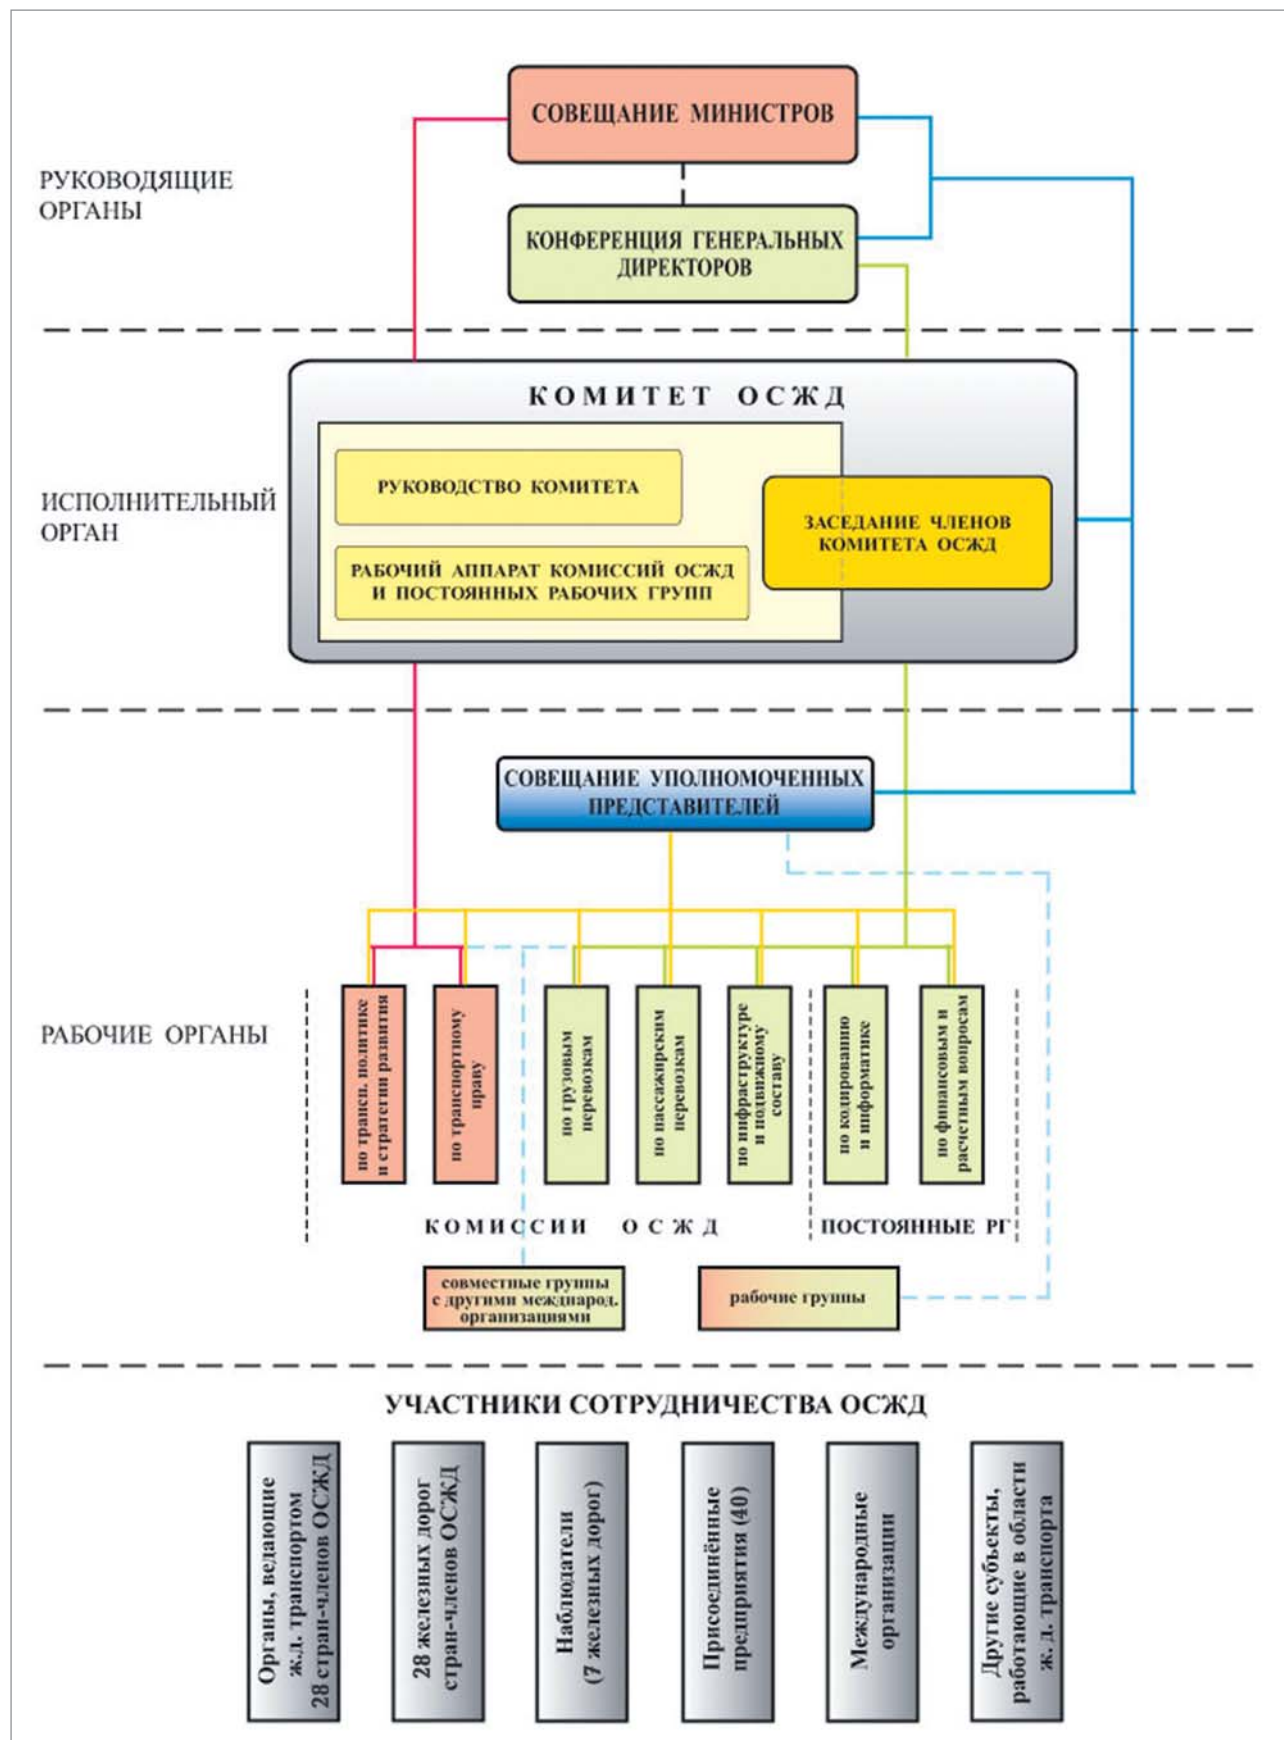 СОВЕЩАНИЕ МИНИСТРОВ
РУКОВОДЯЩИЕ
ОРГАНЫ
КОНФЕРЕНЦИЯ ГЕНЕРАЛЬНЫХ
ДИРЕКТОРОВ
КОМИТЕТ ОСЖД
РУКОВОДСТВО КОМИТЕТА
ИСПОЛНИТЕЛЬНЫЙ
ОРГАН
ЗАСЕДАНИЕ ЧЛЕНОВ
КОМИТЕТА ОСЖД
РАБОЧИЙ АППАРАТ КОМИССИЙ ОСЖД
И ПОСТОЯННЫХ РАБОЧИХ ГРУПП
СОВЕЩАНИЕ УПОЛНОМОЧЕННЫХ
ПРЕДСТАВИТЕЛЕЙ
РАБОЧИЕ ОРГАНЫ
по трансп. политике
и стратегии развития
по транспортному
праву
по грузовым
перевозкам
по пассажирским
перевозкам
по инфраструктуре
и подвижному
составу
по кодированию
и информатике
по финансовым и
расчетным вопросам
КОМИССИИ ОСЖД
ПОСТОЯННЫЕ РГ
совместные группы
с другими международ.
организациями
рабочие группы
УЧАСТНИКИ СОТРУДНИЧЕСТВА ОСЖД
Органы, ведающие
ж.д. транспортом
28 стран-членов ОСЖД
28 железных дорог
стран-членов ОСЖД
Наблюдатели
(7 железных дорог)
Присоединённые
предприятия (40)
Международные
организации
Другие субъекты,
работающие в области
ж. д. транспорта